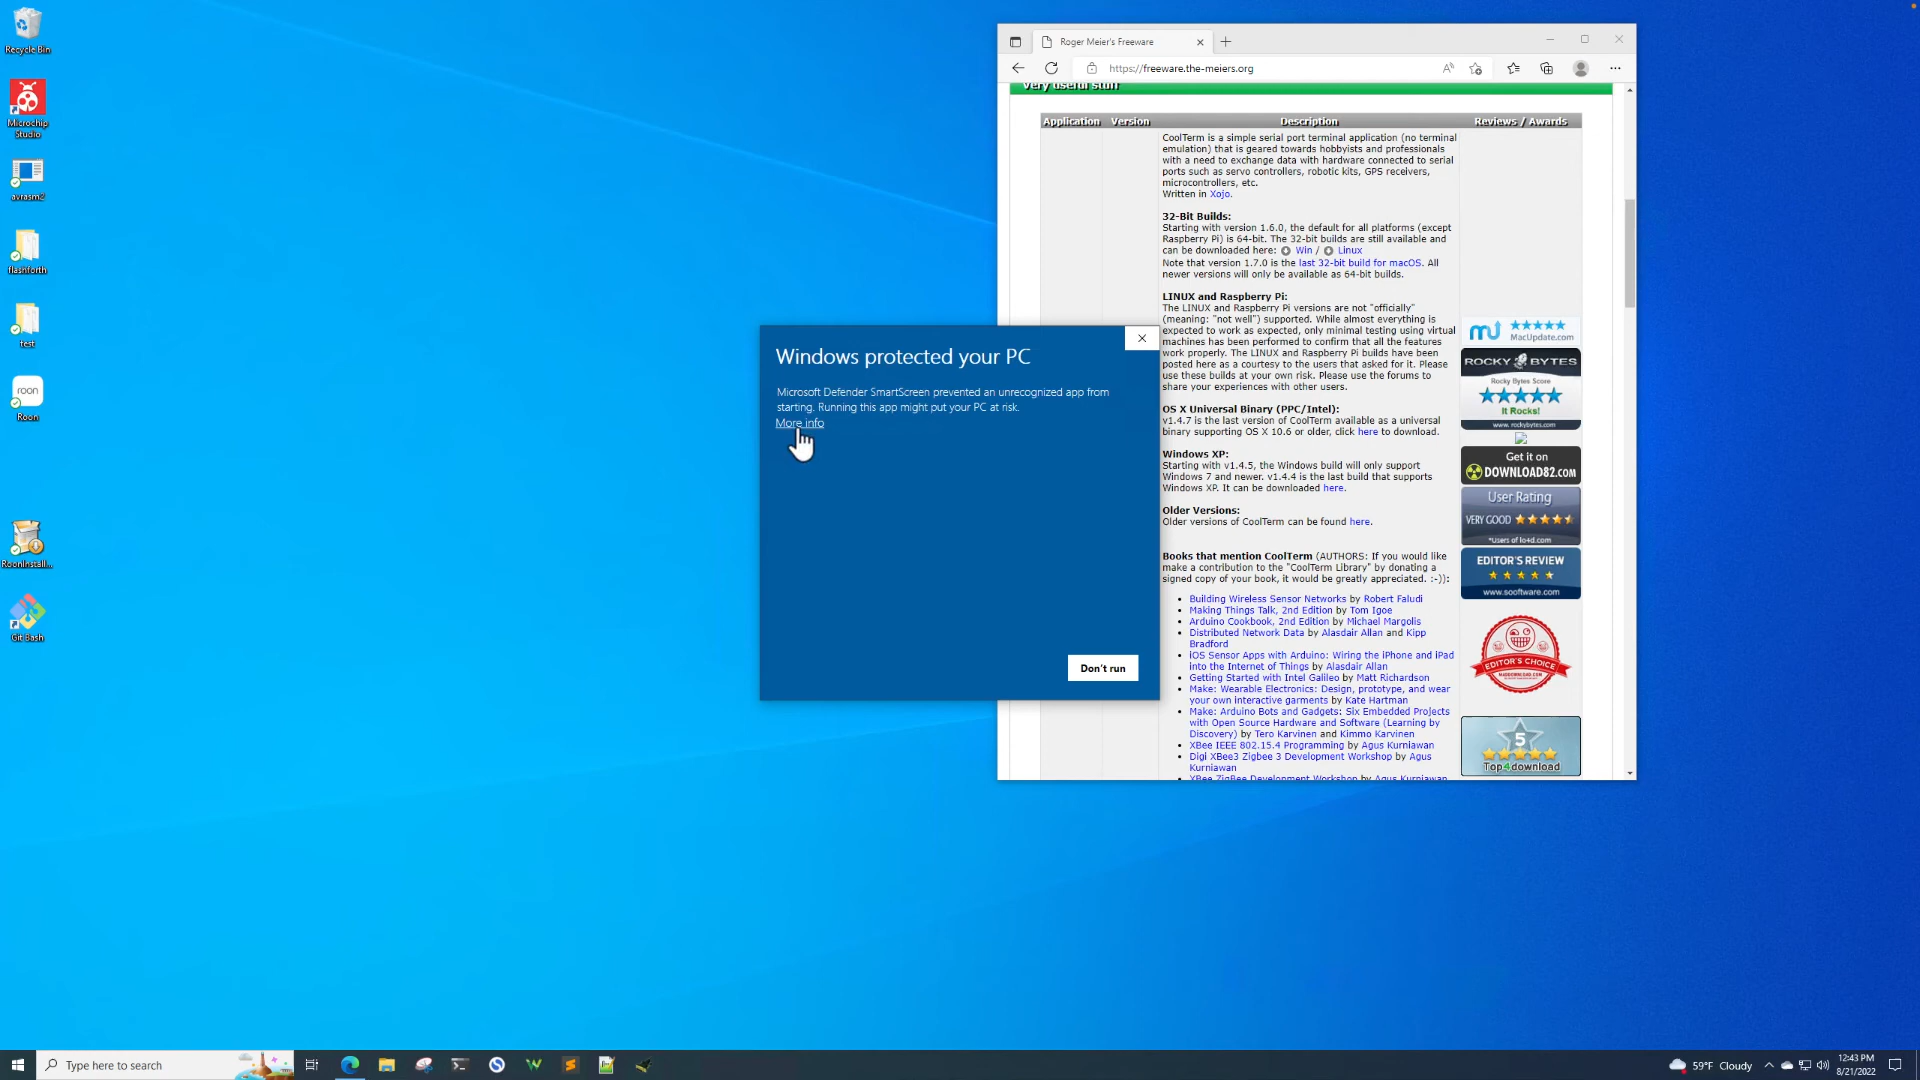 Recycle Bin
Microchip
Studio
avrasm2
flashforth
test
roon
Roon
RoonInstall...
Git Bash
Roger Meier's Freeware
https://freeware.the-meiers.org
Very useful stuff
Application Version Description Reviews / Awards
CoolTerm is a simple serial port terminal application (no terminal
emulation) that is geared towards hobbyists and professionals
with a need to exchange data with hardware connected to serial
ports such as servo controllers, robotic kits, GPS receivers,
microcontrollers, etc.
Written in Xojo.
32-Bit Builds:
Starting with version 1.6.0, the default for all platforms (except
Raspberry Pi) is 64-bit. The 32-bit builds are still available and
can be downloaded here: Win / Linux
Note that version 1.7.0 is the last 32-bit build for macOS. All
newer versions will only be available as 64-bit builds.
LINUX and Raspberry Pi:
The LINUX and Raspberry Pi versions are not "officially"
(meaning: "not well") supported. While almost everything is
expected to work as expected, only minimal testing using virtual
machines has been performed to confirm that all the features
work properly. The LINUX and Raspberry Pi builds have been
posted here as a courtesy to the users that asked for it. Please
use these builds at your own risk. Please use the forums to
share your experiences with other users.
OS X Universal Binary (PPC/Intel):
v1.4.7 is the last version of CoolTerm available as a universal
binary supporting OS X 10.6 or older, click here to download.
Windows XP:
Starting with v1.4.5, the Windows build will only support
Windows 7 and newer. v1.4.4 is the last build that supports
Windows XP. It can be downloaded here.
Older Versions:
Older versions of CoolTerm can be found here.
Books that mention CoolTerm (AUTHORS: If you would like
make a contribution to the "CoolTerm Library" by donating a
signed copy of your book, it would be greatly appreciated. :-)):
Building Wireless Sensor Networks by Robert Faludi
Making Things Talk, 2nd Edition by Tom Igoe
Arduino Cookbook, 2nd Edition by Michael Margolis
Distributed Network Data by Alasdair Allan and Kipp
Bradford
iOS Sensor Apps with Arduino: Wiring the iPhone and iPad
into the Internet of Things by Alasdair Allan
Getting Started with Intel Galileo by Matt Richardson
Make: Wearable Electronics: Design, prototype, and wear
your own interactive garments by Kate Hartman
Make: Arduino Bots and Gadgets: Six Embedded Projects
with Open Source Hardware and Software (Learning by
Discovery) by Tero Karvinen and Kimmo Karvinen
XBee IEEE 802.15.4 Programming by Agus Kurniawan
Digi XBee3 Zigbee 3 Development Workshop by Agus
Kurniawan
XBee ZigBee Development Workshop by Agus Kurniawan
MacUpdate.com
ROCKY BYTES
Rocky Bytes Score
It Rocks!
www.rockybytes.com
Get it on
DOWNLOAD82.COM
User Rating
VERY GOOD
*Users of lo4d.com
EDITOR'S REVIEW
www.sooftware.com
EDITOR'S CHOICE
5
Top4download
Windows protected your PC
Microsoft Defender SmartScreen prevented an unrecognized app from
starting. Running this app might put your PC at risk.
More info
Don't run
Type here to search
59°F Cloudy
12:43 PM
8/21/2022